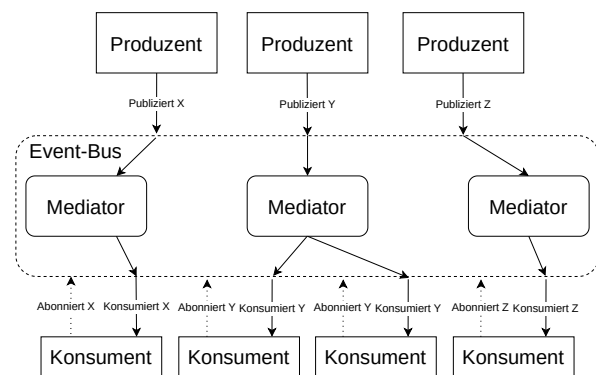 Produzent
Produzent
Produzent
Publiziert X
Publiziert Y
Publiziert Z
Event-Bus
Mediator
Mediator
Mediator
Abonniert X
Konsumiert X
Abonniert Y
Konsumiert Y
Abonniert Y
Konsumiert Y
Abonniert Z
Konsumiert Z
Konsument
Konsument
Konsument
Konsument